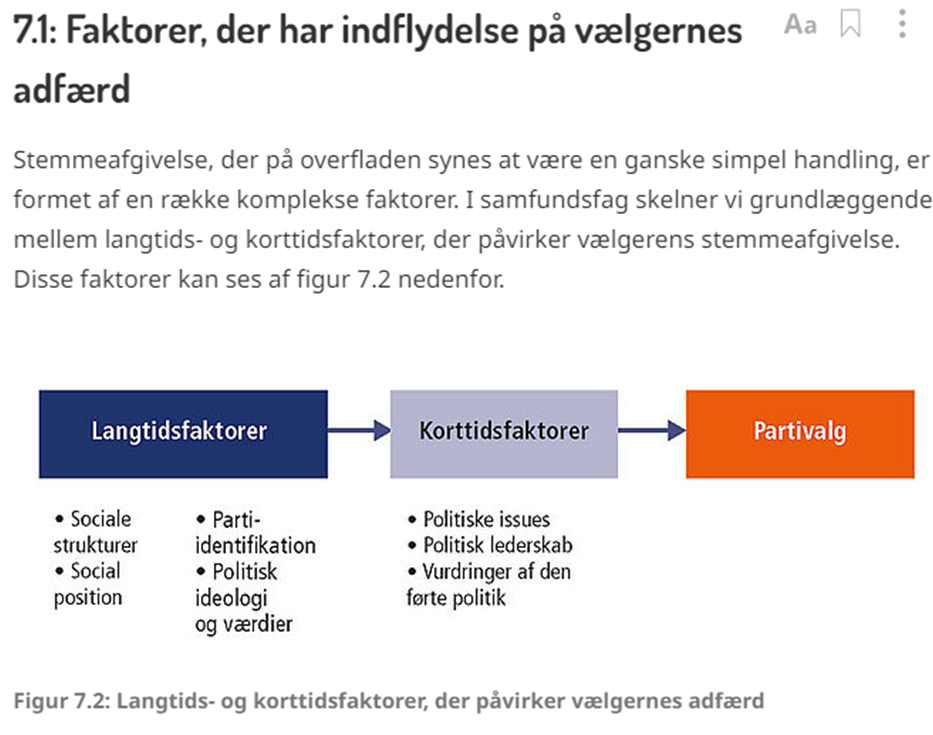 7.1: Faktorer, der har indflydelse på vælgernes
adfærd
Aa
Stemmeafgivelse, der på overfladen synes at være en ganske simpel handling, er
formet af en række komplekse faktorer. I samfundsfag skelner vi grundlæggende
mellem langtids- og korttidsfaktorer, der påvirker vælgerens stemmeafgivelse.
Disse faktorer kan ses af figur 7.2 nedenfor.
Langtidsfaktorer
Korttidsfaktorer
Partivalg
• Sociale
strukturer
• Social
position
• Parti-
identifikation
• Politisk
ideologi
og værdier
• Politiske issues
• Politisk lederskab
• Vurdringer af den
førte politik
Figur 7.2: Langtids- og korttidsfaktorer, der påvirker vælgernes adfærd